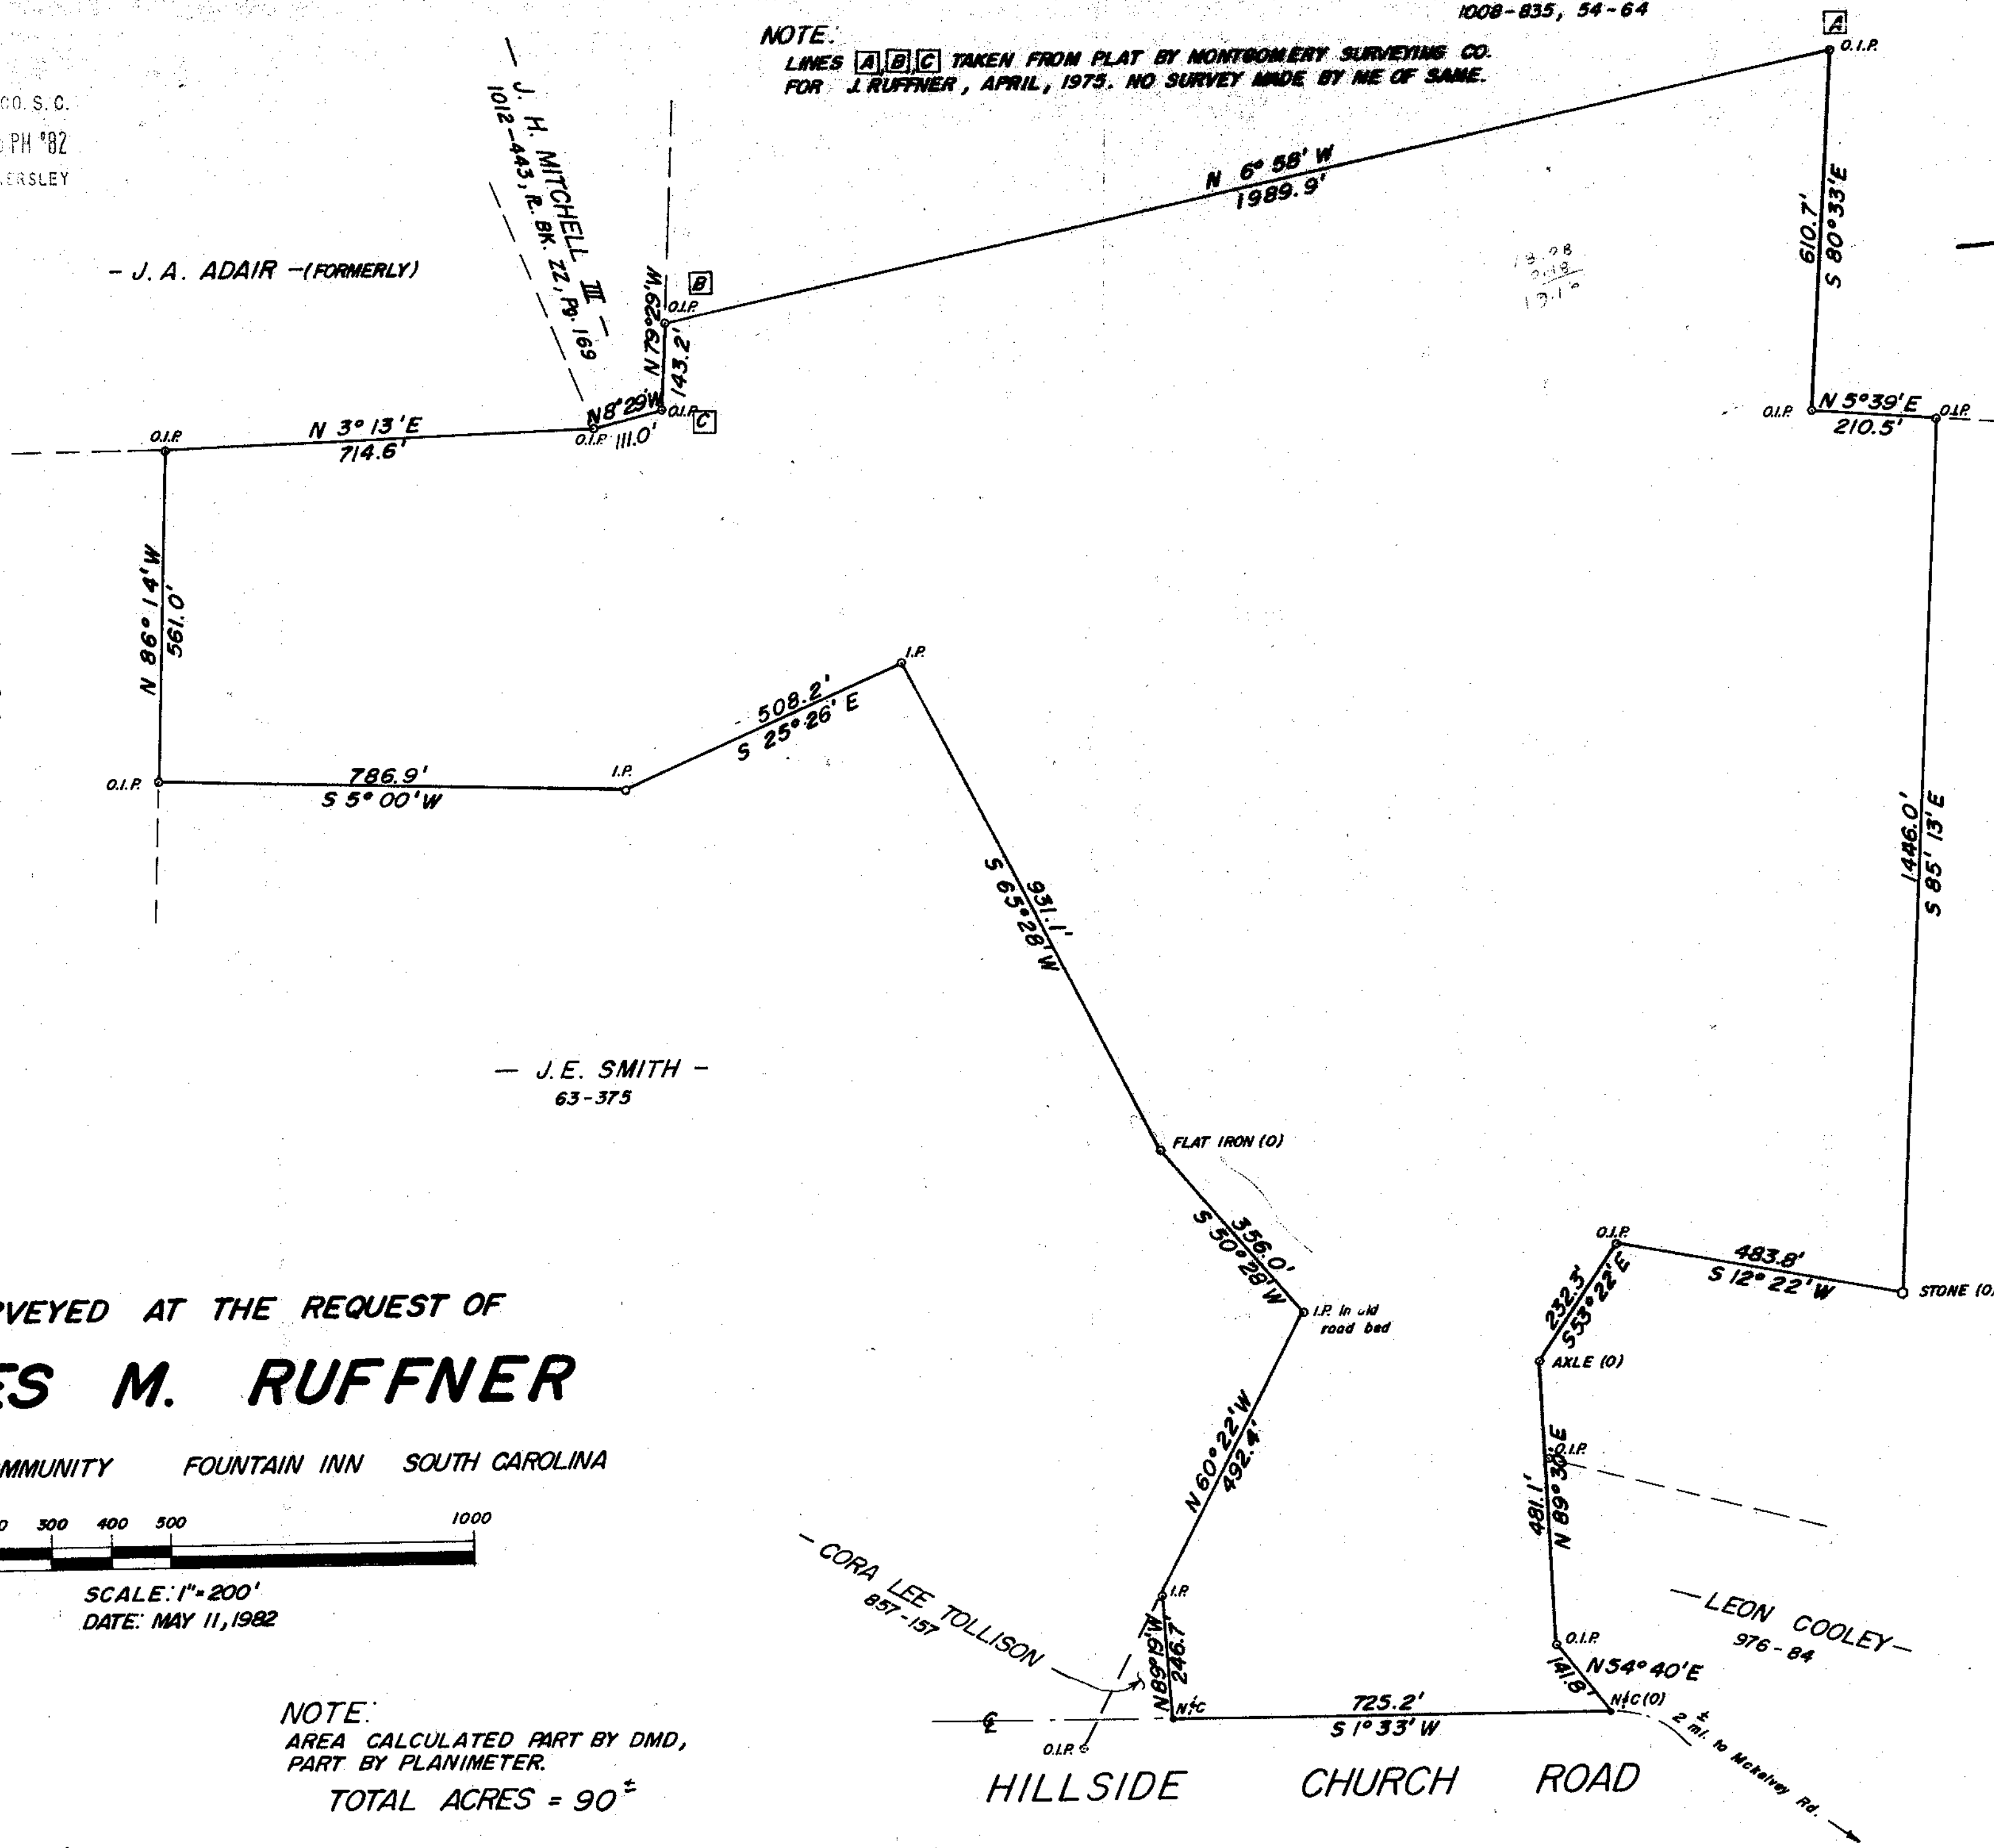 1008-835, 54-64
NOTE:
LINES A B C TAKEN FROM PLAT BY MONTGOMERY SURVEYING CO.
FOR J. RUFFNER, APRIL, 1975. NO SURVEY MADE BY ME OF SAME.
A
O.I.P.
CO. S. C.
PM '82
ERSLEY
- J. H. MITCHELL III -
1012-443, R. BK. ZZ, Pg. 169
- J. A. ADAIR -(FORMERLY)
N 6° 58' W
1989.9'
610.7'
S 80° 33' E
B
O.I.P.
N 79° 29' W
143.2'
O.I.P.
C
N 8° 29' W
O.I.P. 111.0'
O.I.P.
N 3° 13' E
714.6'
O.I.P.
N 5° 39' E
O.I.P.
210.5'
N 86° 14' W
561.0'
I.P.
508.2'
S 25° 26' E
O.I.P.
786.9'
S 5° 00' W
I.P.
931.1'
S 65° 28' W
1446.0'
S 85' 13' E
— J. E. SMITH -
63-375
FLAT IRON (O)
356.0'
S 50° 28' W
I.P. In old
road bed
O.I.P.
483.8'
S 12° 22' W
STONE (O)
232.3'
S 53° 22' E
AXLE (O)
VEYED AT THE REQUEST OF
ES M. RUFFNER
MMUNITY FOUNTAIN INN SOUTH CAROLINA
0 300 400 500 1000
SCALE: 1"=200'
DATE: MAY 11, 1982
N 60° 22' W
492.4'
O.I.P.
481.1'
N 89° 30' E
— CORA LEE TOLLISON —
857-157
I.P.
N 89° 19' W
246.7'
N&C
O.I.P.
—LEON COOLEY—
976-84
O.I.P.
N 54° 40' E
141.8'
N&C (O)
725.2'
S 1° 33' W
℄
O.I.P.
2± mi. to McKelvey Rd.
HILLSIDE CHURCH ROAD
NOTE:
AREA CALCULATED PART BY DMD,
PART BY PLANIMETER.
TOTAL ACRES = 90±